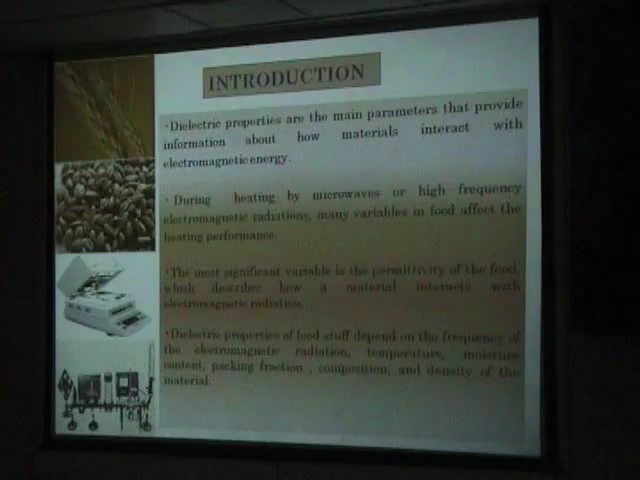 INTRODUCTION
•Dielectric properties are the main parameters that provide
information about how materials interact with
electromagnetic energy.
• During heating by microwaves or high frequency
electromagnetic radiations, many variables in food affect the
heating performance.
•The most significant variable is the permittivity of the food,
which describes how a material interacts with
electromagnetic radiation.
•Dielectric properties of food stuff depend on the frequency of
the electromagnetic radiation, temperature, moisture
content, packing fraction , composition, and density of the
material.